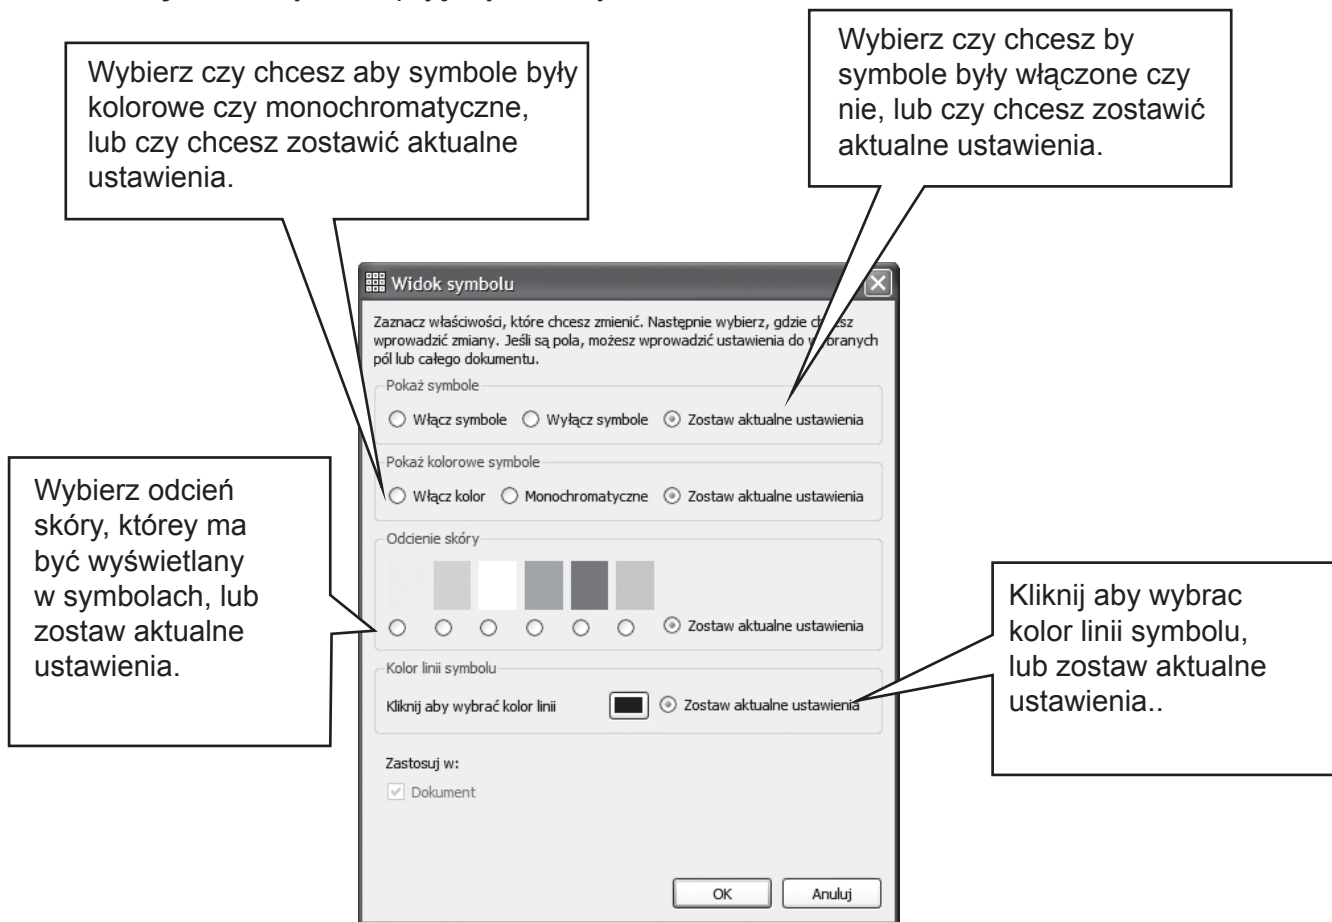 Wybierz czy chcesz aby symbole były
kolorowe czy monochromatyczne,
lub czy chcesz zostawić aktualne
ustawienia.
Wybierz czy chcesz by
symbole były włączone czy
nie, lub czy chcesz zostawić
aktualne ustawienia.
Widok symbolu
Zaznacz właściwości, które chcesz zmienić. Następnie wybierz, gdzie chcesz
wprowadzić zmiany. Jeśli są pola, możesz wprowadzić ustawienia do wybranych
pól lub całego dokumentu.
Pokaż symbole
Włącz symbole Wyłącz symbole Zostaw aktualne ustawienia
Pokaż kolorowe symbole
Włącz kolor Monochromatyczne Zostaw aktualne ustawienia
Odcienie skóry
Zostaw aktualne ustawienia
Kolor linii symbolu
Kliknij aby wybrać kolor linii Zostaw aktualne ustawienia
Zastosuj w:
Dokument
OK Anuluj
Wybierz odcień
skóry, którey ma
być wyświetlany
w symbolach, lub
zostaw aktualne
ustawienia.
Kliknij aby wybrac
kolor linii symbolu,
lub zostaw aktualne
ustawienia..